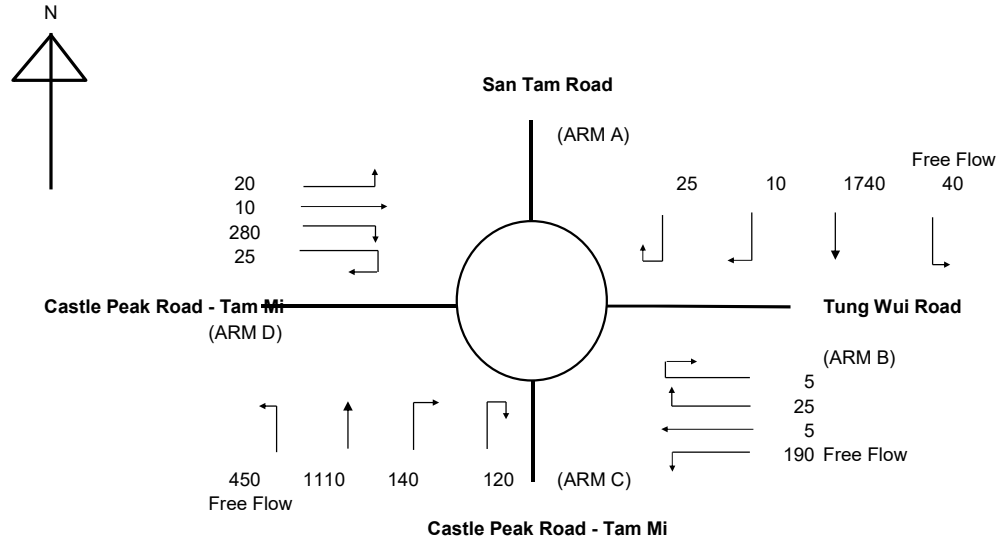 N
San Tam Road
(ARM A)
Free Flow
25 10 1740 40
20
10
280
25
Castle Peak Road - Tam Mi
(ARM D)
Tung Wui Road
(ARM B)
5
25
5
190 Free Flow
450 1110 140 120 (ARM C)
Free Flow
Castle Peak Road - Tam Mi